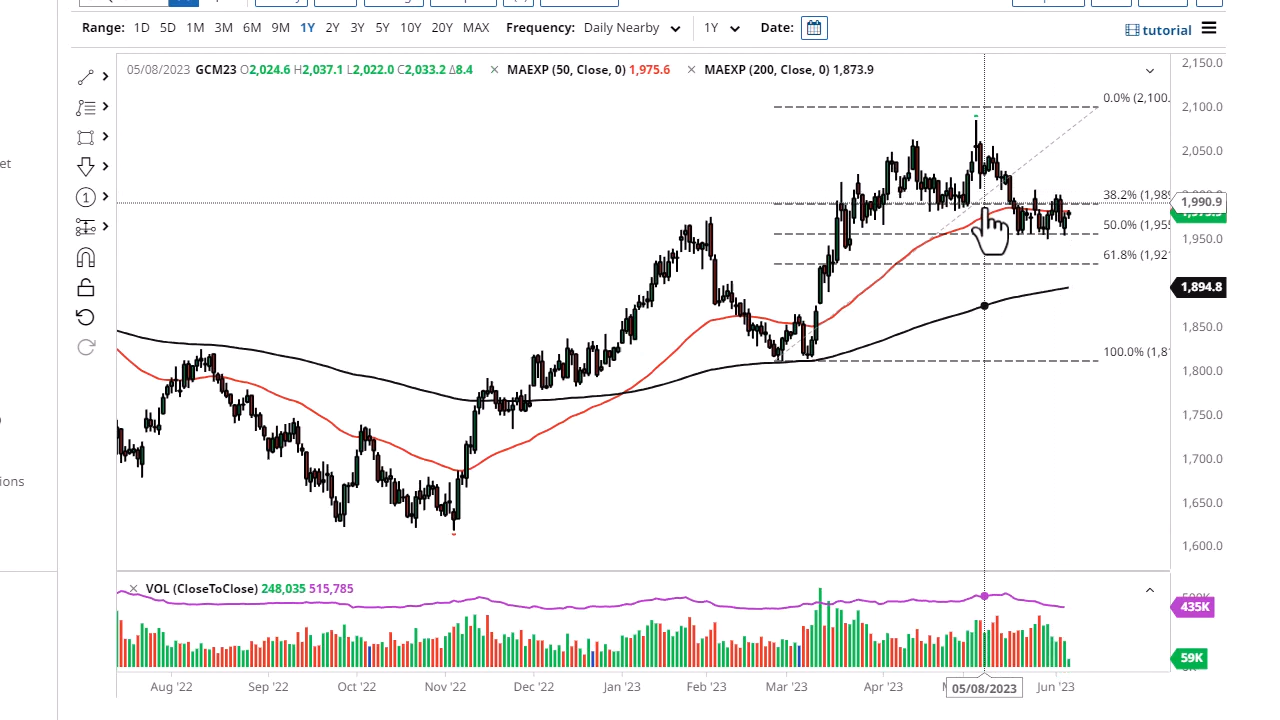 Range: 1D 5D 1M 3M 6M 9M 1Y 2Y 3Y 5Y 10Y 20Y MAX Frequency: Daily Nearby 1Y Date: tutorial
05/08/2023 GCM23 O2,024.6 H2,037.1 L2,022.0 C2,033.2 Δ8.4 × MAEXP (50, Close, 0) 1,975.6 × MAEXP (200, Close, 0) 1,873.9
2,150.0
0.0% (2,100.
2,100.0
2,050.0
et
38.2% (1,98
1,990.9
50.0% (1,95
1,950.0
61.8% (1,92
1,894.8
1,850.0
100.0% (1,8
1,800.0
1,750.0
1,700.0
ions
1,650.0
1,600.0
× VOL (CloseToClose) 248,035 515,785
435K
59K
Aug '22 Sep '22 Oct '22 Nov '22 Dec '22 Jan '23 Feb '23 Mar '23 Apr '23 05/08/2023 Jun '23